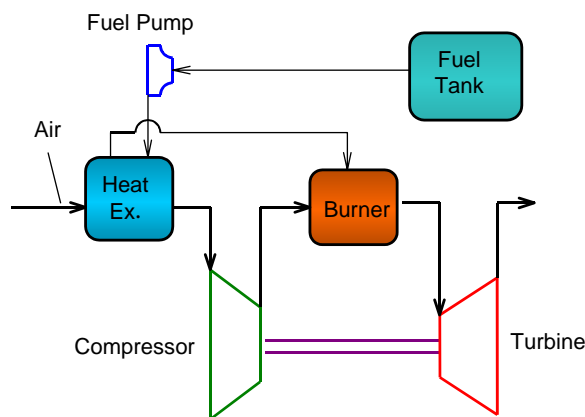 Fuel Pump
Fuel
Tank
Air
Heat
Ex.
Burner
Compressor
Turbine